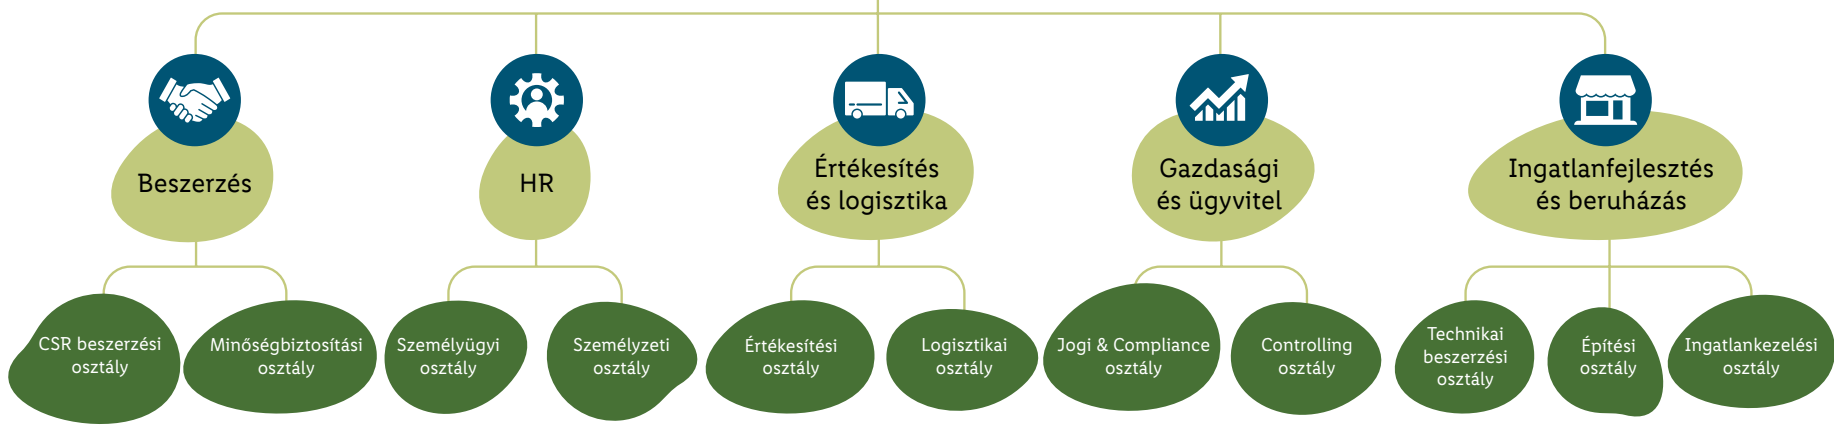 Beszerzés
HR
Értékesítés
és logisztika
Gazdasági
és ügyvitel
Ingatlanfejlesztés
és beruházás
CSR beszerzési
osztály
Minőségbiztosítási
osztály
Személyügyi
osztály
Személyzeti
osztály
Értékesítési
osztály
Logisztikai
osztály
Jogi & Compliance
osztály
Controlling
osztály
Technikai
beszerzési
osztály
Építési
osztály
Ingatlankezelési
osztály